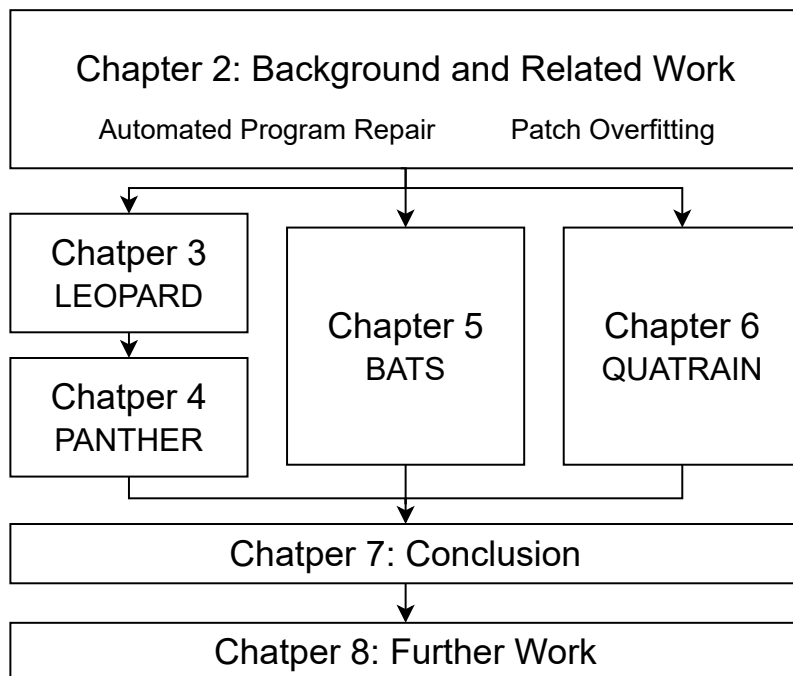 Chapter 2: Background and Related Work
Automated Program Repair Patch Overfitting
Chatper 3
LEOPARD
Chatper 4
PANTHER
Chapter 5
BATS
Chapter 6
QUATRAIN
Chatper 7: Conclusion
Chatper 8: Further Work